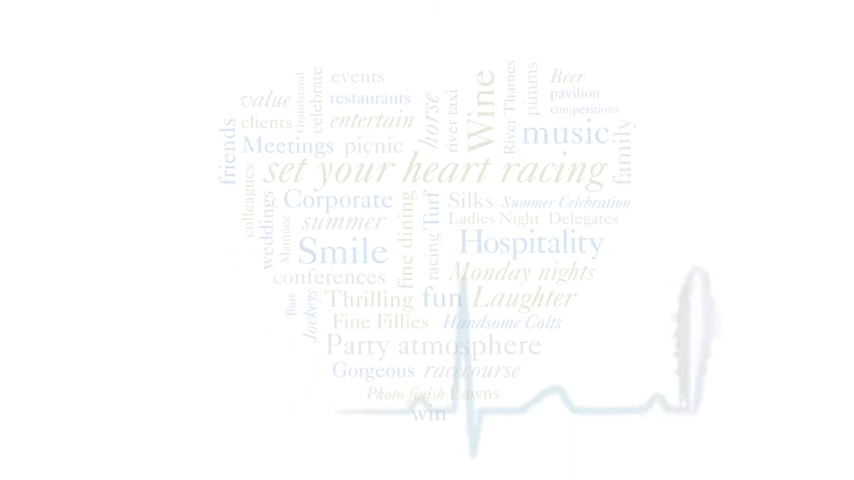 events
Beer
value
Grandstand
celebrate
restaurants
horse
river taxi
Wine
River Thames
pimms
pavilion
competitions
clients
entertain
music
family
friends
Meetings
picnic
set your heart racing
colleagues
weddings
Corporate
fine dining
Turf
Silks
Summer Celebration
summer
Ladies Night
Delegates
Marquee
Smile
racing
Hospitality
conferences
Monday nights
Bars
Jockeys
Thrilling
fun
Laughter
Fine Fillies
Handsome Colts
Party atmosphere
Gorgeous
racecourse
Photo finish
Lawns
win